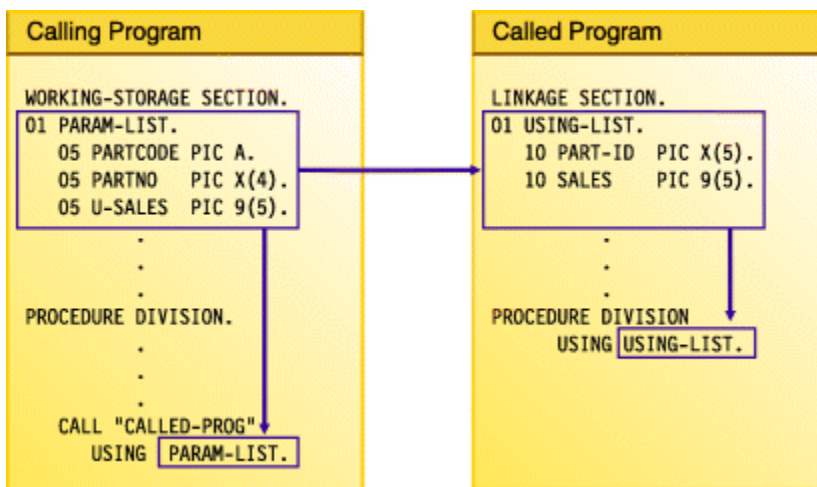 Calling Program
WORKING-STORAGE SECTION.
01 PARAM-LIST.
05 PARTCODE PIC A.
05 PARTNO PIC X(4).
05 U-SALES PIC 9(5).
.
.
.
PROCEDURE DIVISION.
.
.
.
CALL "CALLED-PROG"
USING PARAM-LIST.
Called Program
LINKAGE SECTION.
01 USING-LIST.
10 PART-ID PIC X(5).
10 SALES PIC 9(5).
.
.
.
PROCEDURE DIVISION
USING USING-LIST.